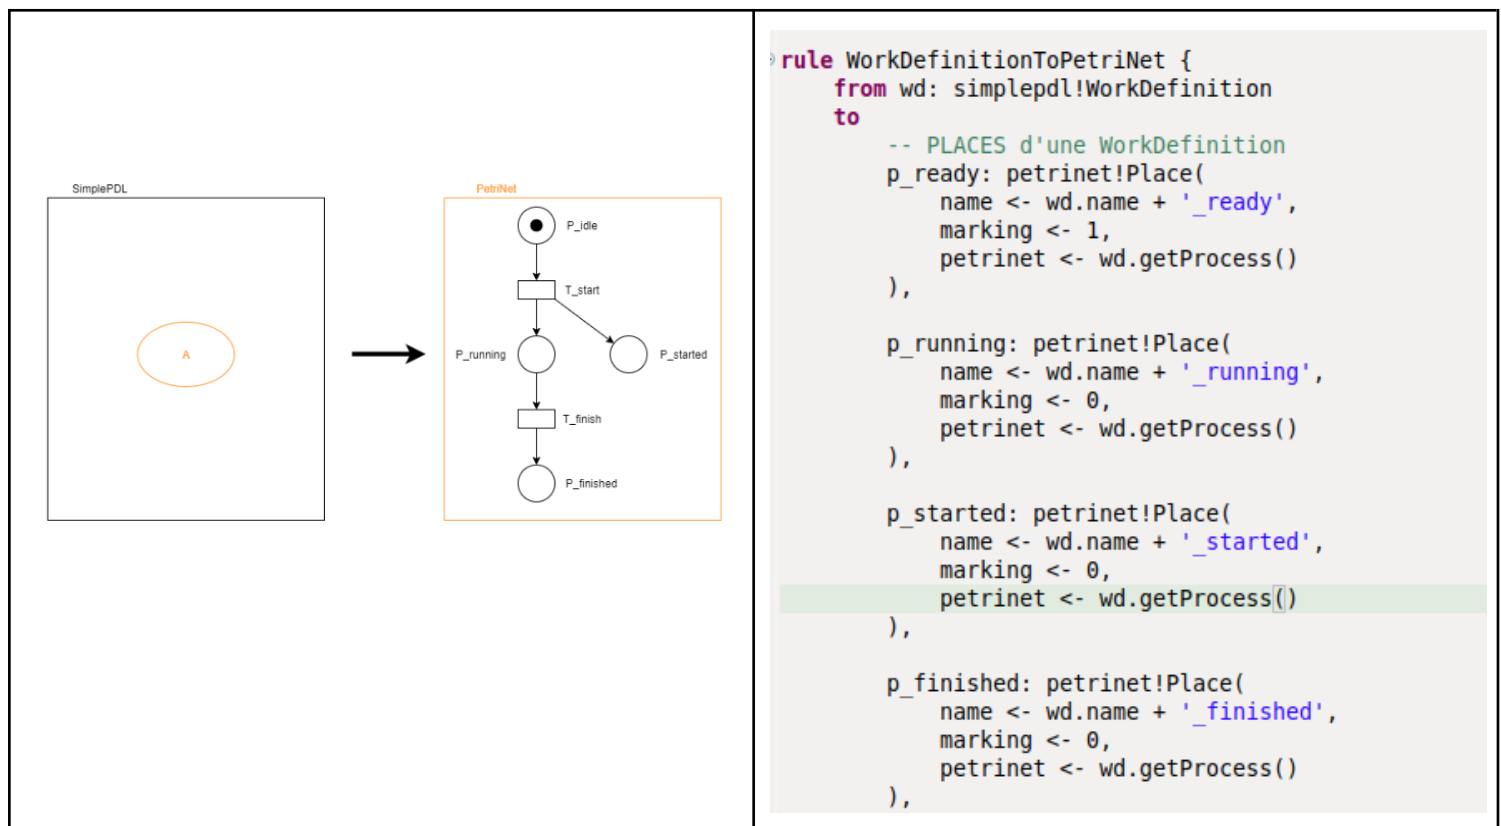 SimplePDL
A
PetriNet
P_idle
T_start
P_running
P_started
T_finish
P_finished
rule WorkDefinitionToPetriNet {
from wd: simplepdl!WorkDefinition
to
-- PLACES d'une WorkDefinition
p_ready: petrinet!Place(
name <- wd.name + '_ready',
marking <- 1,
petrinet <- wd.getProcess()
),
p_running: petrinet!Place(
name <- wd.name + '_running',
marking <- 0,
petrinet <- wd.getProcess()
),
p_started: petrinet!Place(
name <- wd.name + '_started',
marking <- 0,
petrinet <- wd.getProcess()
),
p_finished: petrinet!Place(
name <- wd.name + '_finished',
marking <- 0,
petrinet <- wd.getProcess()
),